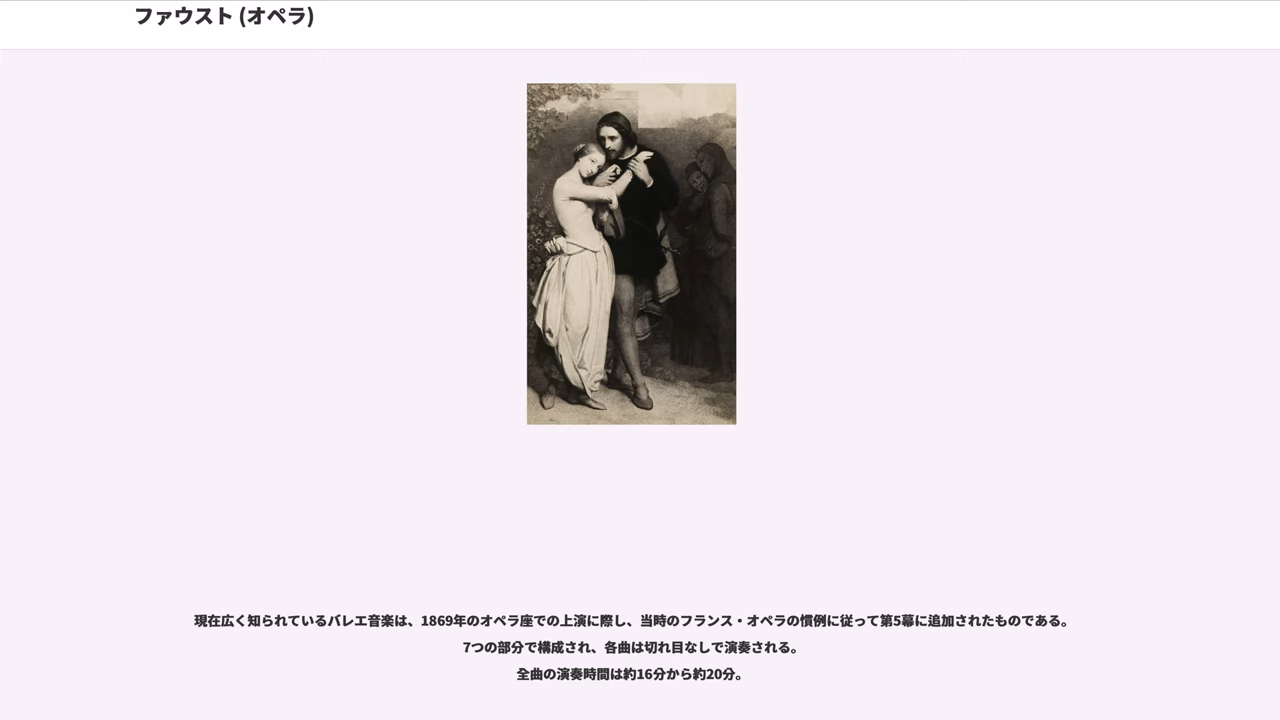 ファウスト (オペラ)
現在広く知られているバレエ音楽は、1869年のオペラ座での上演に際し、当時のフランス・オペラの慣例に従って第5幕に追加されたものである。
7つの部分で構成され、各曲は切れ目なしで演奏される。
全曲の演奏時間は約16分から約20分。